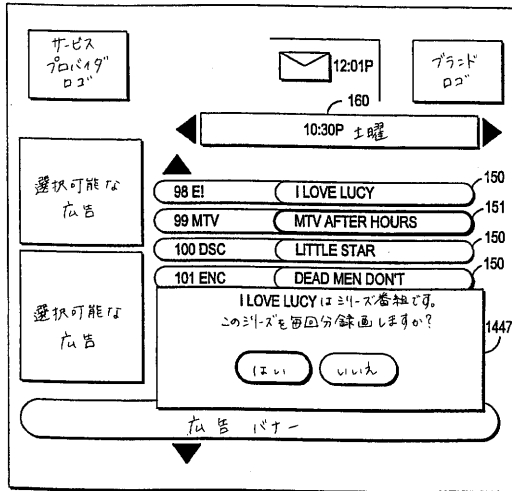 サービス
プロバイダ
ロゴ
12:01P
ブランド
ロゴ
160
10:30P 土曜
選択可能な
広告
98 E! I LOVE LUCY 150
99 MTV MTV AFTER HOURS 151
100 DSC LITTLE STAR 150
101 ENC DEAD MEN DON'T 150
選択可能な
広告
I LOVE LUCYはシリーズ番組です。
このシリーズを毎回分録画しますか?
1447
はい いいえ
広告 バナー